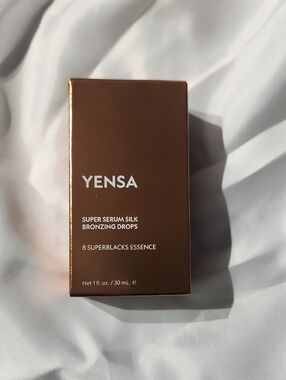 YENSA
SUPER SERUM SILK
BRONZING DROPS
8 SUPERBLACKS ESSENCE
Net 1 fl. oz. / 30 mL. ℮